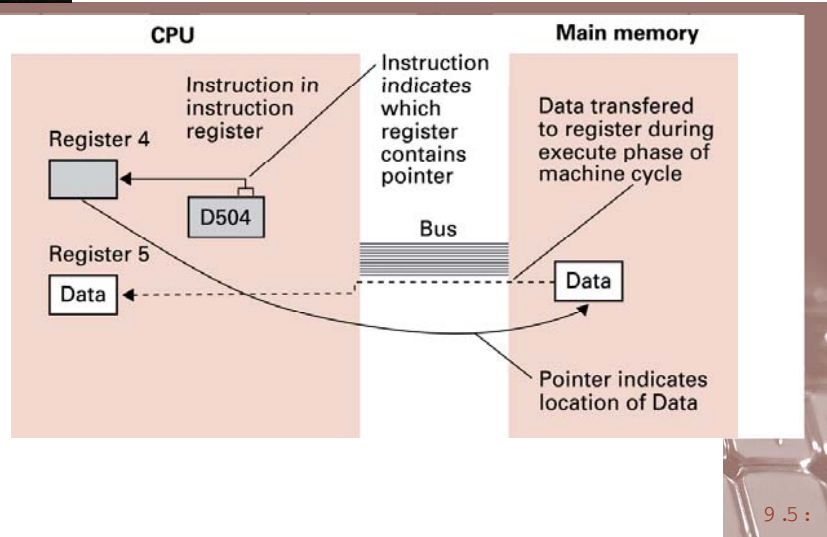 CPU
Main memory
Instruction in
instruction
register
Instruction
indicates
which
register
contains
pointer
Data transfered
to register during
execute phase of
machine cycle
Register 4
D504
Bus
Register 5
Data
Data
Pointer indicates
location of Data
9.5: